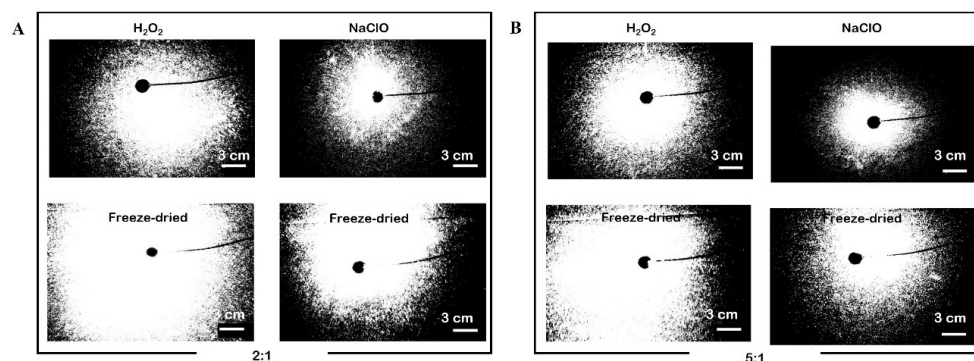 A
H₂O₂
NaClO
3 cm
3 cm
Freeze-dried
Freeze-dried
3 cm
3 cm
2:1
B
H₂O₂
NaClO
3 cm
3 cm
Freeze-dried
Freeze-dried
3 cm
3 cm
5:1